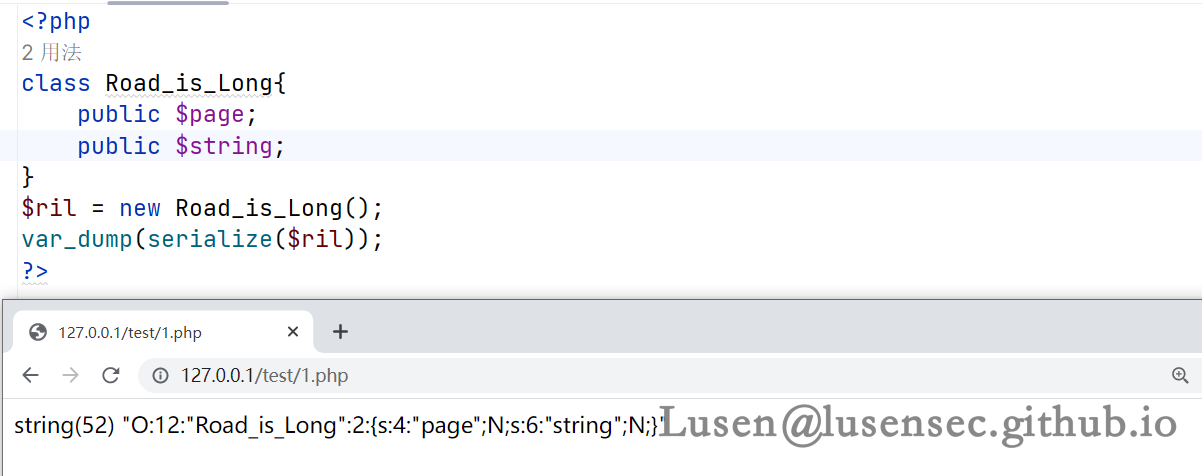 <?php
2 用法
class Road_is_Long{
    public $page;
    public $string;
}
$ril = new Road_is_Long();
var_dump(serialize($ril));
?>
127.0.0.1/test/1.php
127.0.0.1/test/1.php
string(52) "O:12:"Road_is_Long":2:{s:4:"page";N;s:6:"string";N;}"
Lusen@lusensec.github.io